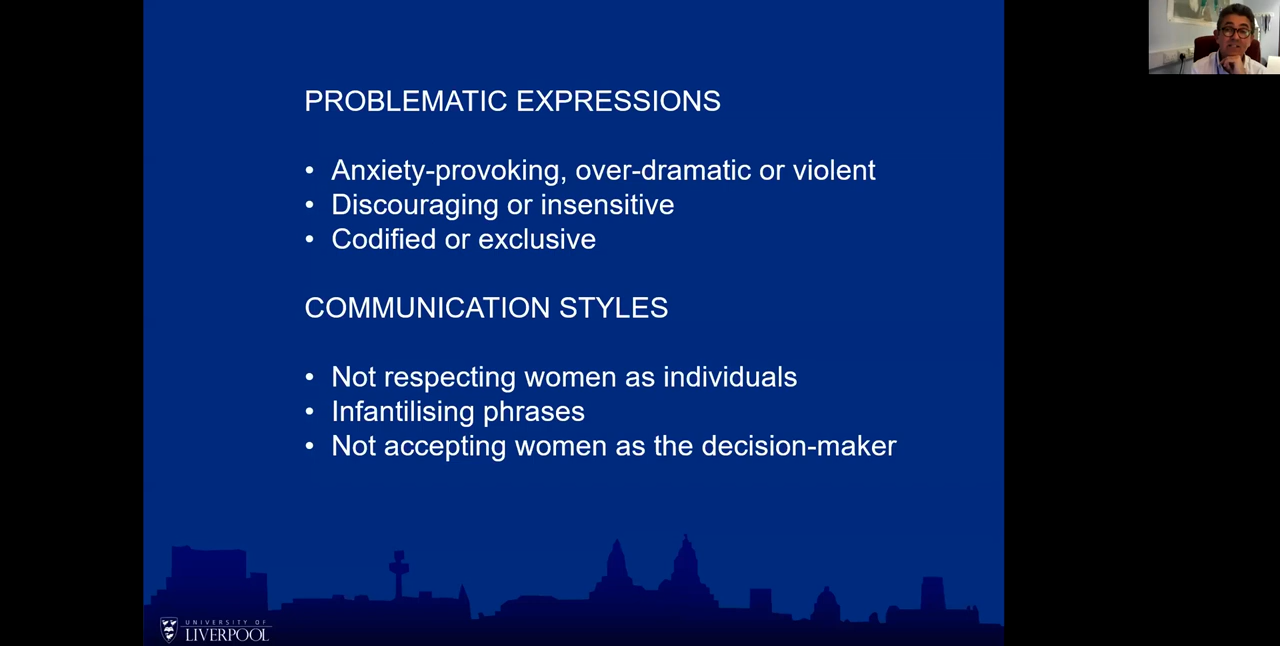 PROBLEMATIC EXPRESSIONS
• Anxiety-provoking, over-dramatic or violent
• Discouraging or insensitive
• Codified or exclusive
COMMUNICATION STYLES
• Not respecting women as individuals
• Infantilising phrases
• Not accepting women as the decision-maker
UNIVERSITY OF
LIVERPOOL